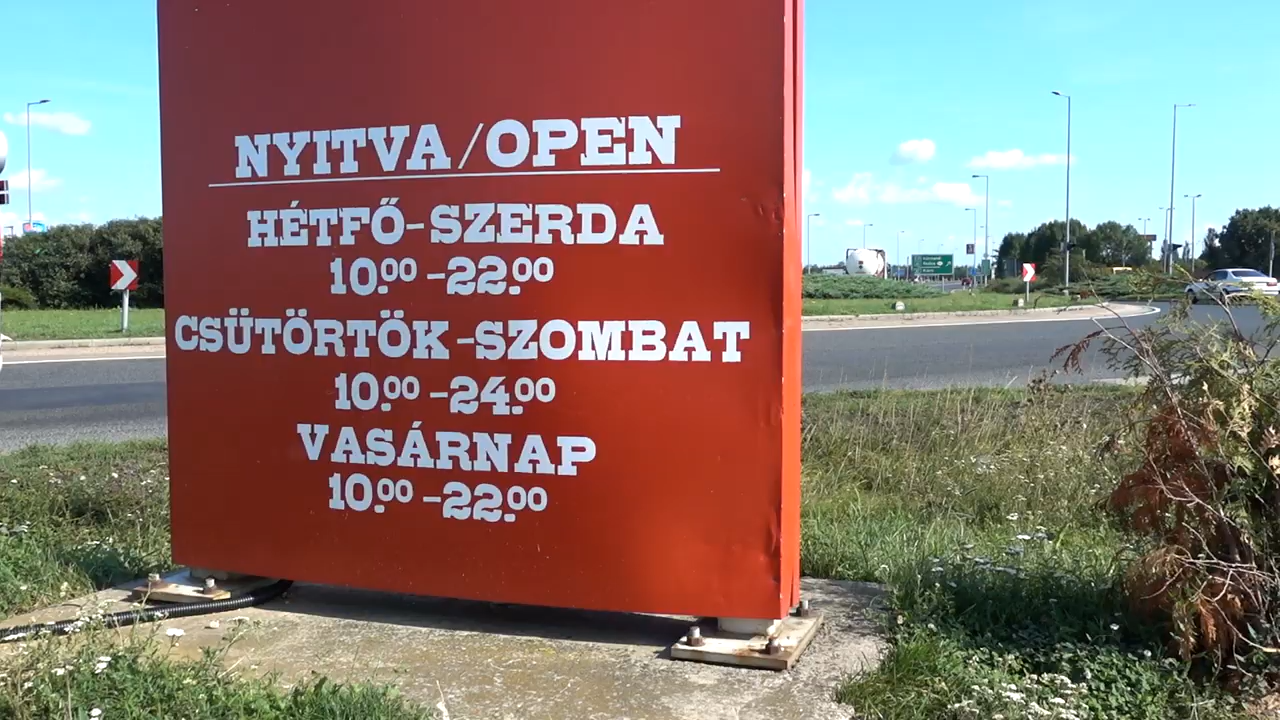 NYITVA/OPEN
HÉTFŐ-SZERDA
10.00-22.00
CSÜTÖRTÖK-SZOMBAT
10.00-24.00
VASÁRNAP
10.00-22.00